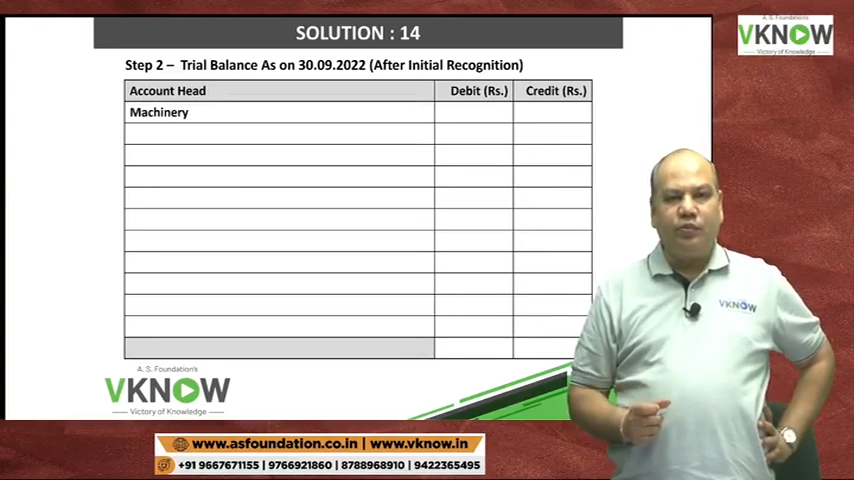 SOLUTION : 14
A. S. Foundation's
VKNOW
Victory of Knowledge
Step 2 – Trial Balance As on 30.09.2022 (After Initial Recognition)
Account Head Debit (Rs.) Credit (Rs.)
Machinery
VKNOW
A. S. Foundation's
VKNOW
Victory of Knowledge
www.asfoundation.co.in | www.vknow.in
+91 9667671155 | 9766921860 | 8788968910 | 9422365495